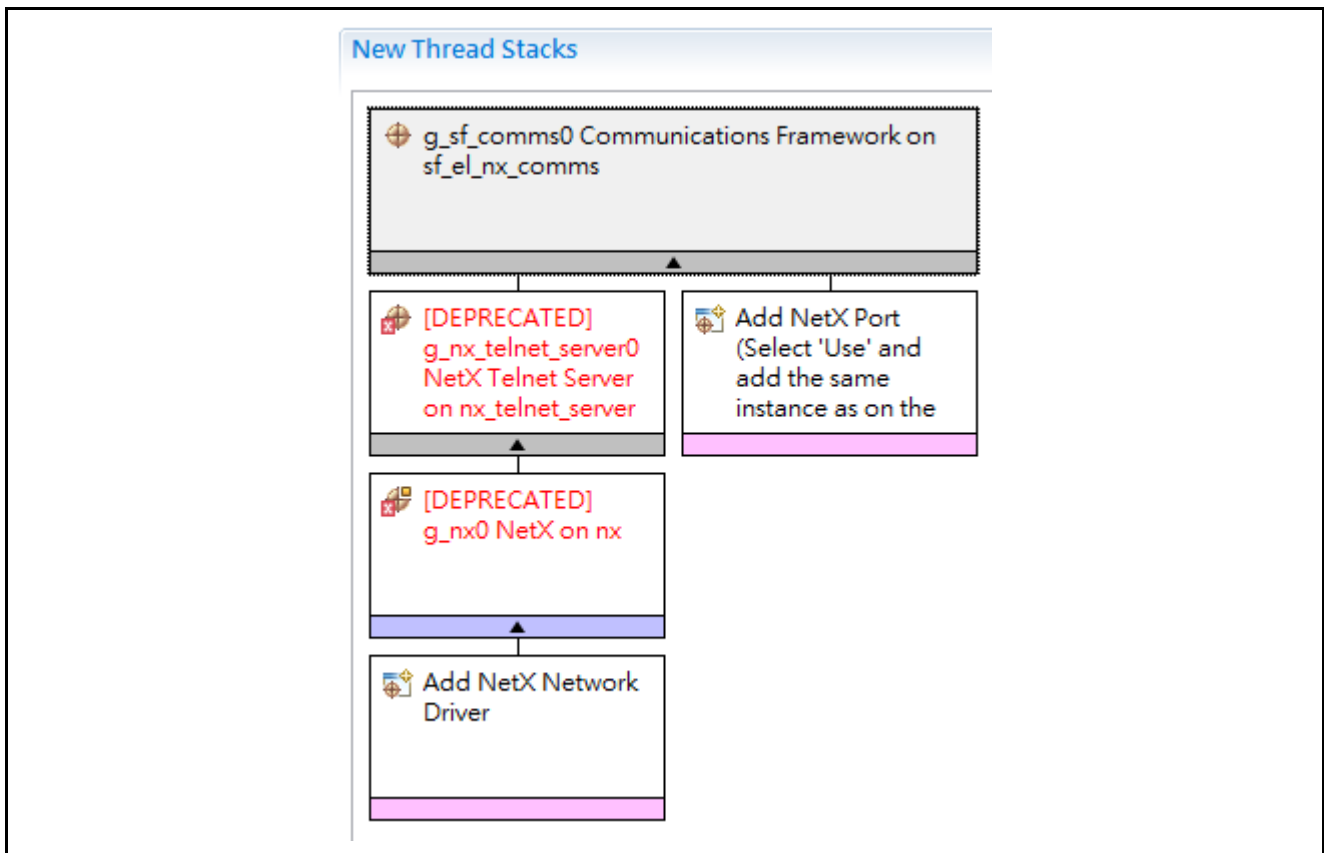 New Thread Stacks
g_sf_comms0 Communications Framework on
sf_el_nx_comms
[DEPRECATED]
g_nx_telnet_server0
NetX Telnet Server
on nx_telnet_server
Add NetX Port
(Select 'Use' and
add the same
instance as on the
[DEPRECATED]
g_nx0 NetX on nx
Add NetX Network
Driver